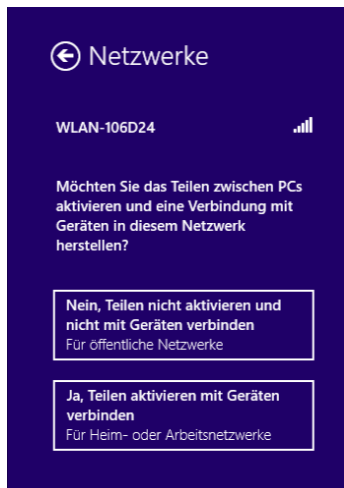 Netzwerke
WLAN-106D24
Möchten Sie das Teilen zwischen PCs
aktivieren und eine Verbindung mit
Geräten in diesem Netzwerk
herstellen?
Nein, Teilen nicht aktivieren und
nicht mit Geräten verbinden
Für öffentliche Netzwerke
Ja, Teilen aktivieren mit Geräten
verbinden
Für Heim- oder Arbeitsnetzwerke